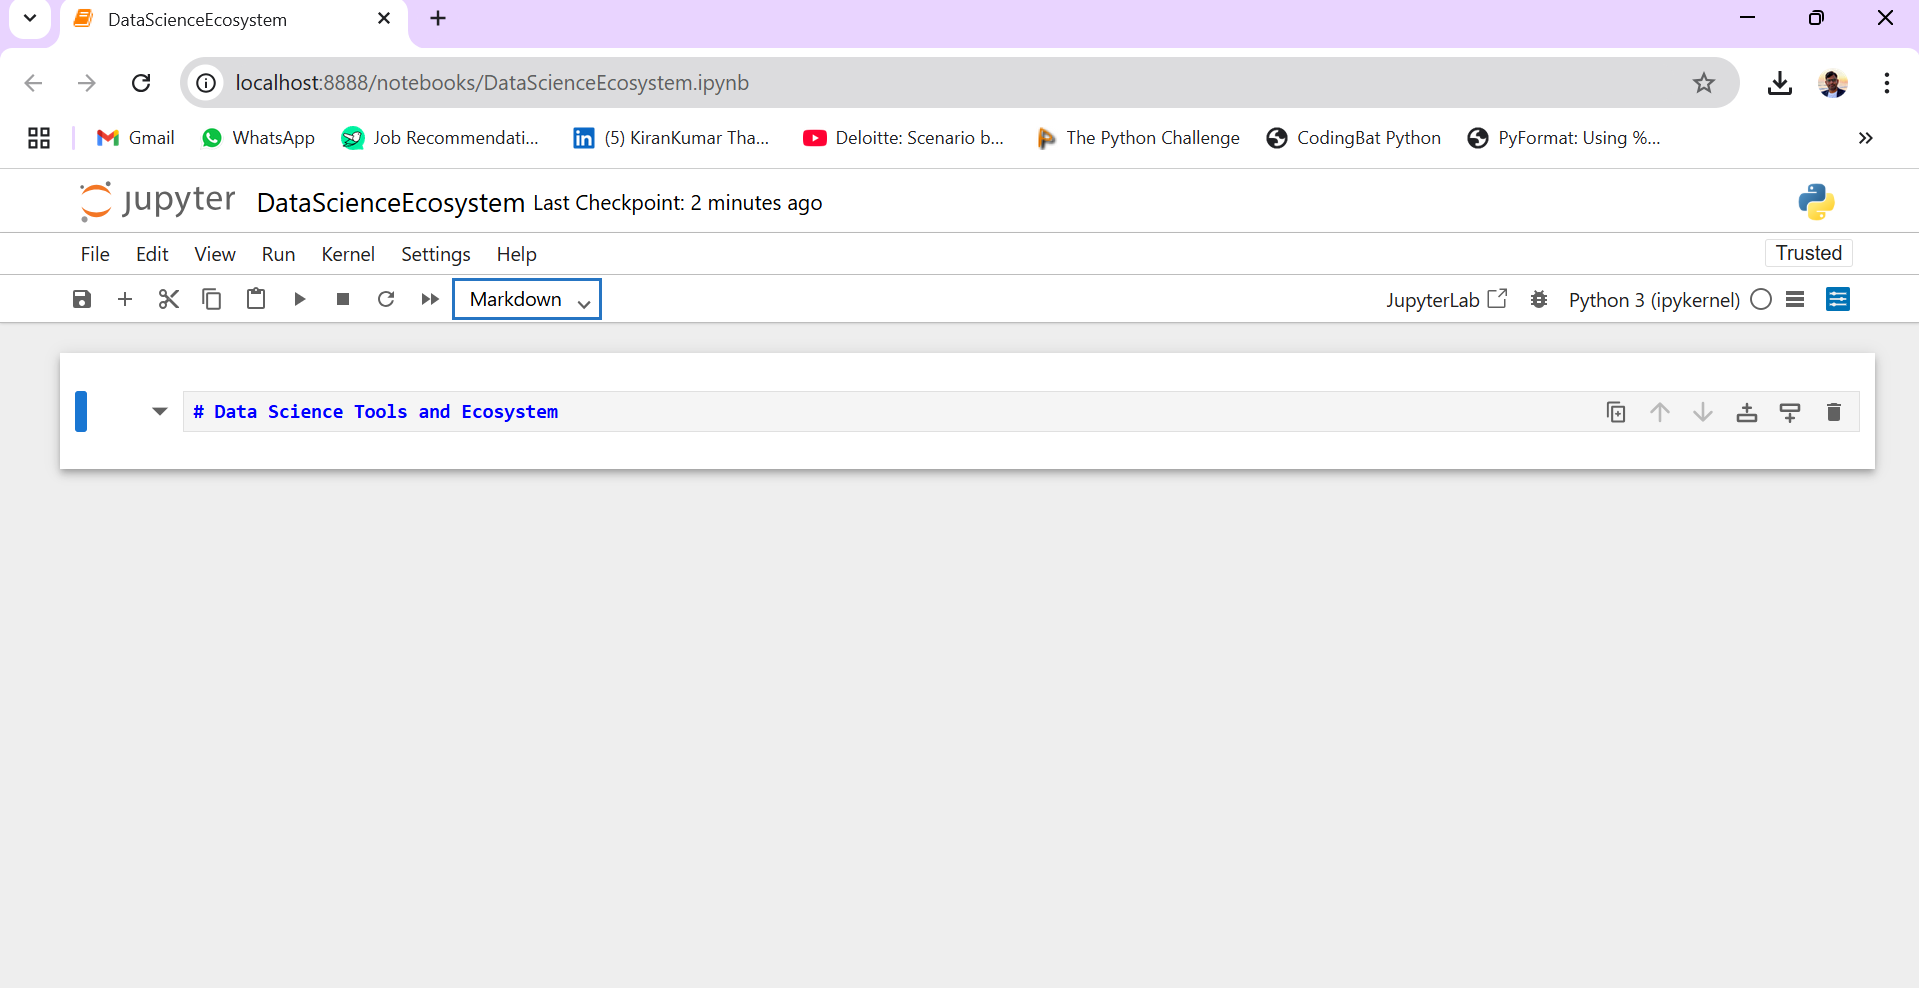 DataScienceEcosystem
localhost:8888/notebooks/DataScienceEcosystem.ipynb
Gmail WhatsApp Job Recommendati... (5) KiranKumar Tha... Deloitte: Scenario b... The Python Challenge CodingBat Python PyFormat: Using %...
jupyter DataScienceEcosystem Last Checkpoint: 2 minutes ago
File Edit View Run Kernel Settings Help Trusted
Markdown JupyterLab Python 3 (ipykernel)
# Data Science Tools and Ecosystem